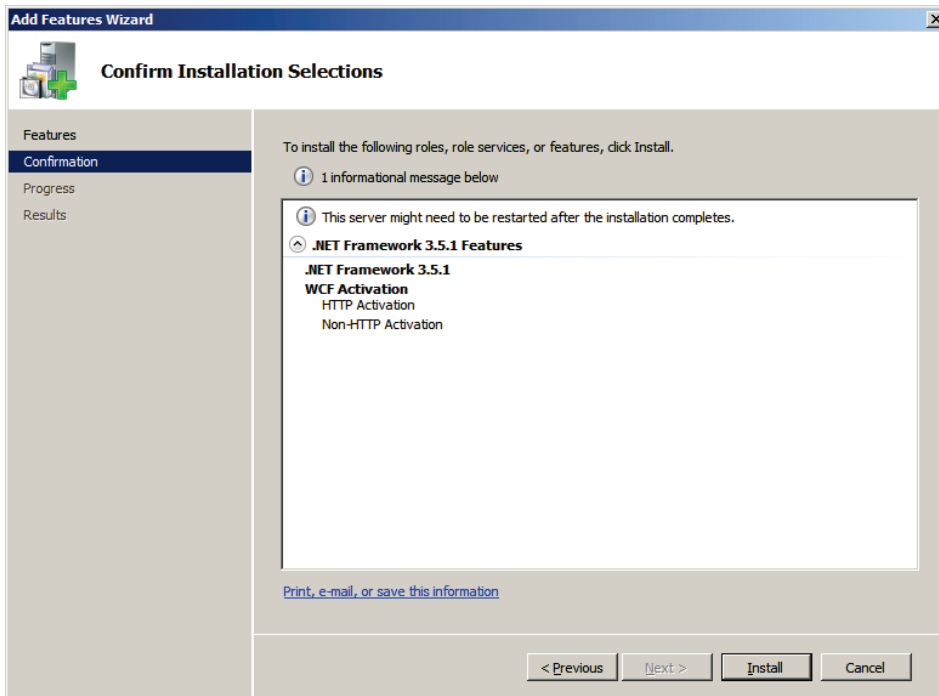 Add Features Wizard
Confirm Installation Selections
Features
Confirmation
Progress
Results
To install the following roles, role services, or features, click Install.
1 informational message below
This server might need to be restarted after the installation completes.
.NET Framework 3.5.1 Features
.NET Framework 3.5.1
WCF Activation
HTTP Activation
Non-HTTP Activation
Print, e-mail, or save this information
< Previous
Next >
Install
Cancel